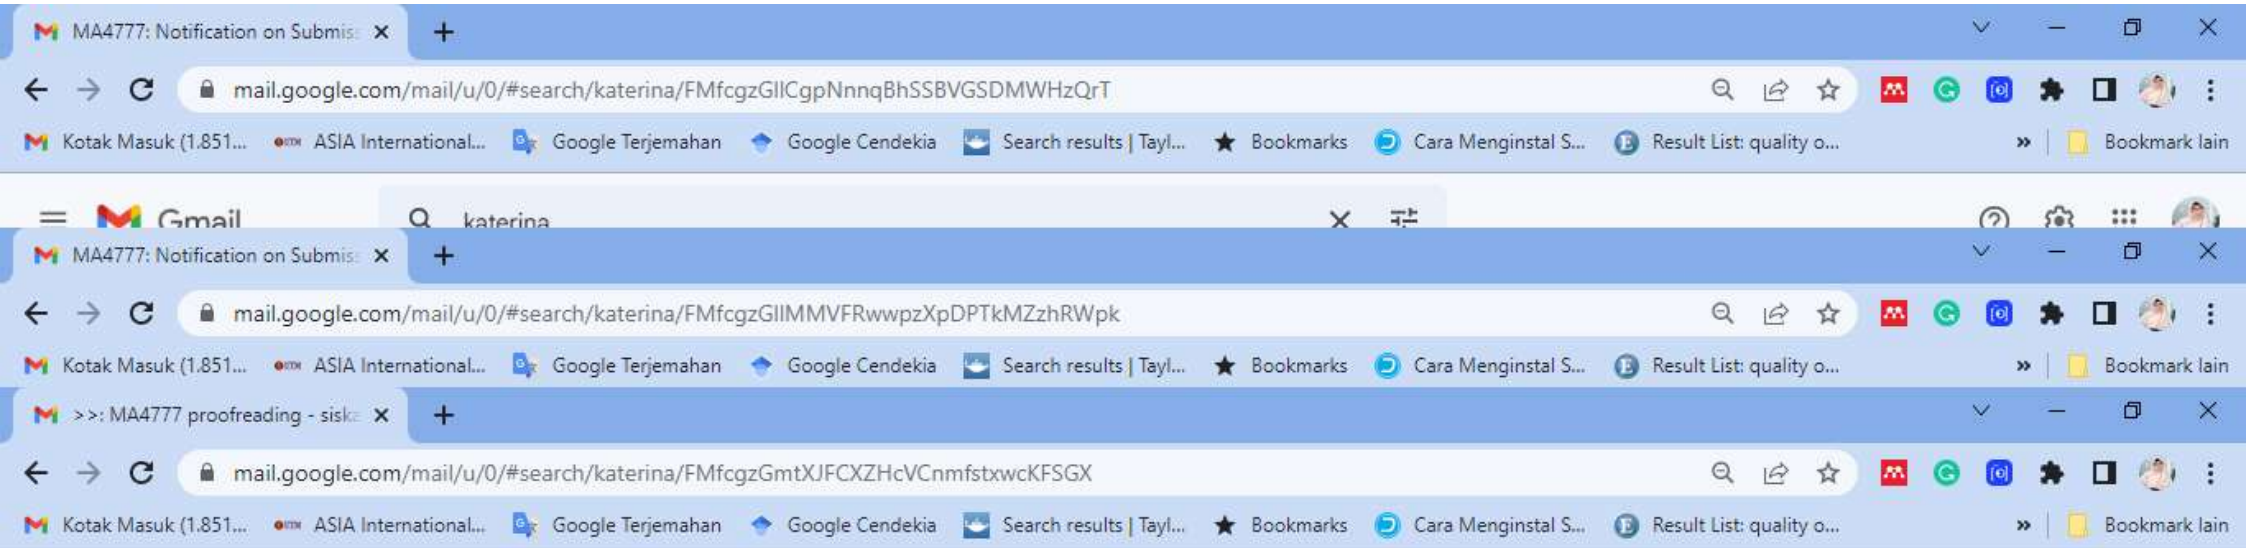 MA4777: Notification on Submis
mail.google.com/mail/u/0/#search/katerina/FMfcgzGllCgpNnnqBhSSBVGSDMWHzQrT
Kotak Masuk (1.851... ASIA International... Google Terjemahan Google Cendekia Search results | Tayl... Bookmarks Cara Menginstal S... Result List: quality o... » Bookmark lain
Gmail katerina
MA4777: Notification on Submis
mail.google.com/mail/u/0/#search/katerina/FMfcgzGllMMVFRwwpzXpDPTkMZzhRWpk
Kotak Masuk (1.851... ASIA International... Google Terjemahan Google Cendekia Search results | Tayl... Bookmarks Cara Menginstal S... Result List: quality o... » Bookmark lain
>>: MA4777 proofreading - siska
mail.google.com/mail/u/0/#search/katerina/FMfcgzGmtXJFCXZHcVCnmfstxwcKFSGX
Kotak Masuk (1.851... ASIA International... Google Terjemahan Google Cendekia Search results | Tayl... Bookmarks Cara Menginstal S... Result List: quality o... » Bookmark lain